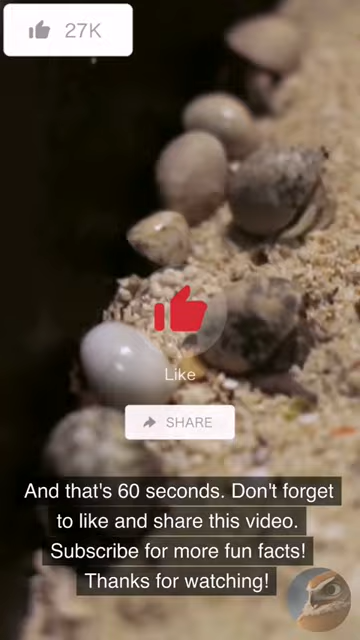 27K
Like
SHARE
And that's 60 seconds. Don't forget
to like and share this video.
Subscribe for more fun facts!
Thanks for watching!